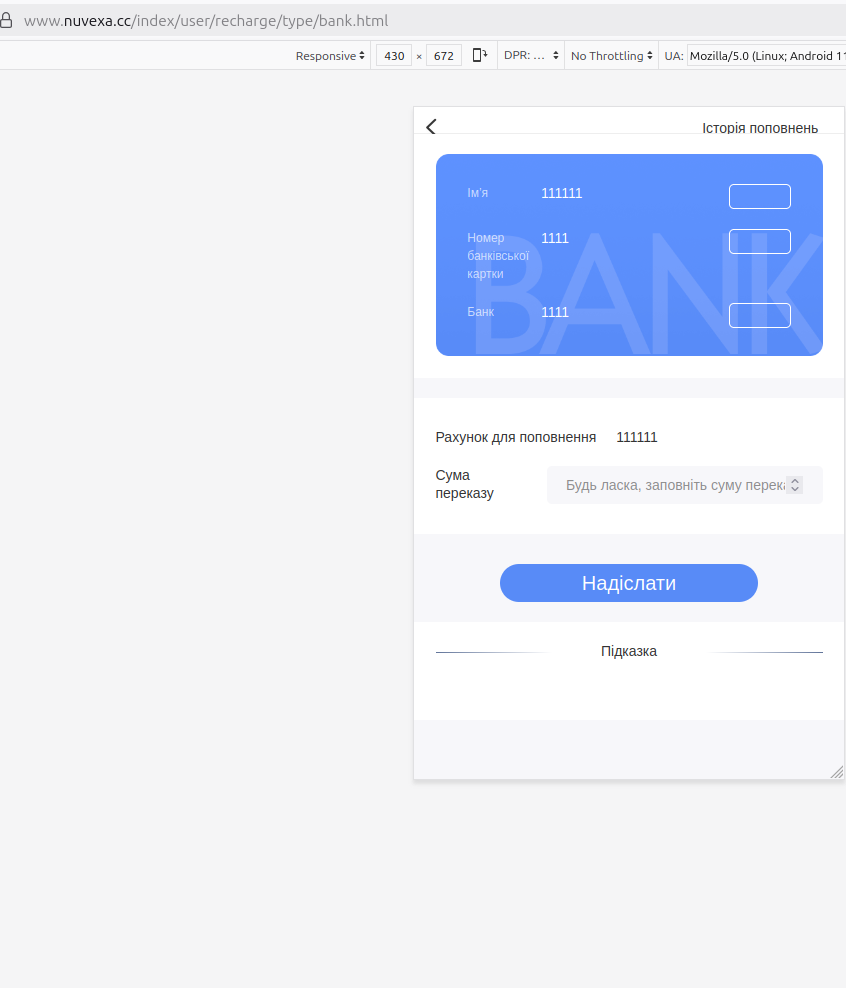 www.nuvexa.cc/index/user/recharge/type/bank.html
Responsive 430 × 672 DPR: ... No Throttling UA: Mozilla/5.0 (Linux; Android 11
Історія поповнень
Ім'я 111111
Номер 1111
банківської
картки
Банк 1111
BANK
Рахунок для поповнення 111111
Сума
переказу
Будь ласка, заповніть суму перека
Надіслати
Підказка